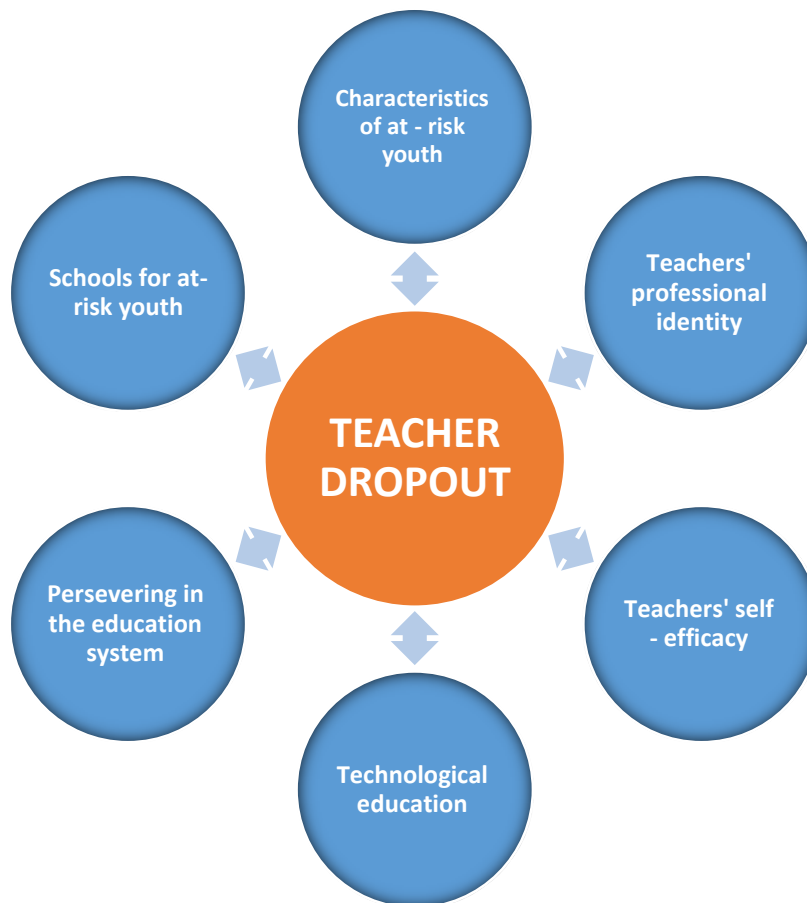 Characteristics
of at - risk
youth
Schools for at-
risk youth
Teachers'
professional
identity
TEACHER
DROPOUT
Persevering in
the education
system
Teachers' self
- efficacy
Technological
education